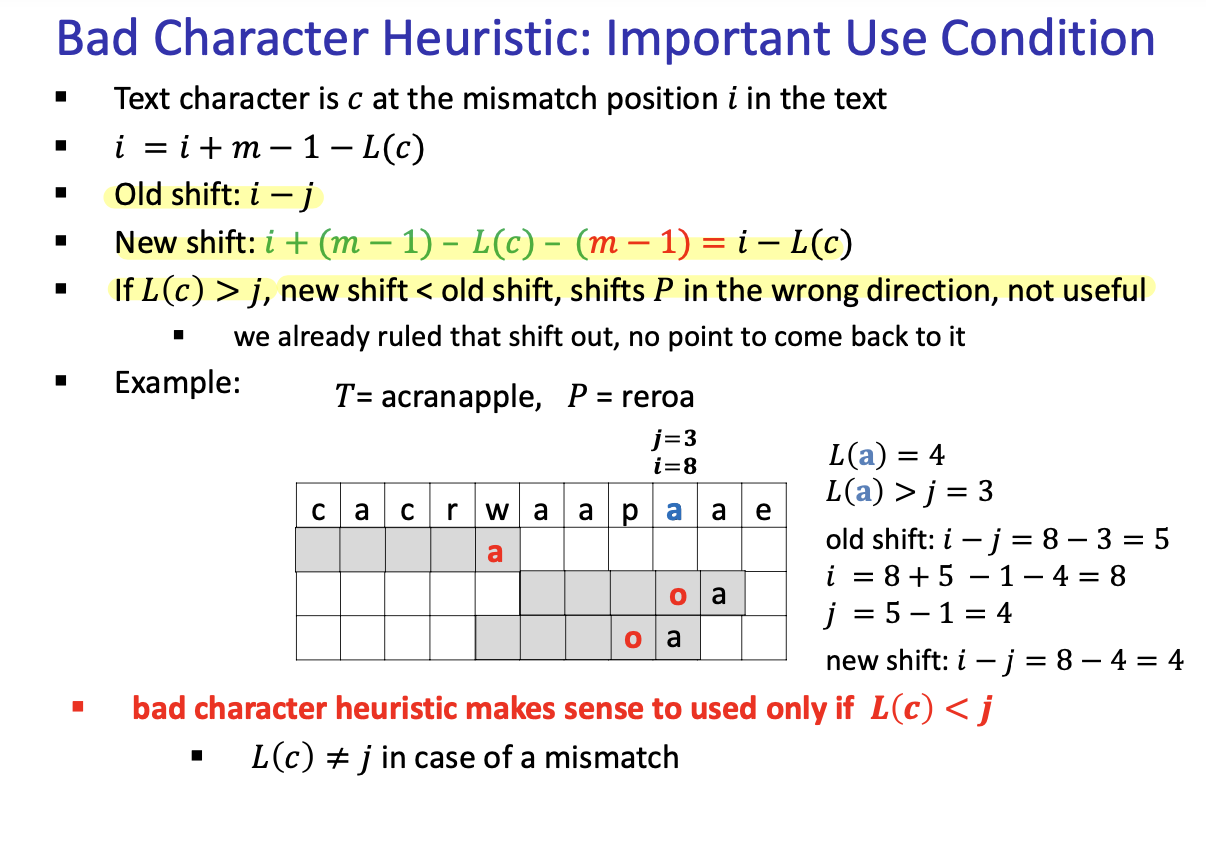 Bad Character Heuristic: Important Use Condition
▪ Text character is c at the mismatch position i in the text
▪ i = i + m − 1 − L(c)
▪ Old shift: i − j
▪ New shift: i + (m − 1) − L(c) − (m − 1) = i − L(c)
▪ If L(c) > j, new shift < old shift, shifts P in the wrong direction, not useful
▪ we already ruled that shift out, no point to come back to it
▪ Example:
T= acranapple, P = reroa
j=3
i=8
c a c r w a a p a a e
a
o a
o a
L(a) = 4
L(a) > j = 3
old shift: i − j = 8 − 3 = 5
i = 8 + 5 − 1 − 4 = 8
j = 5 − 1 = 4
new shift: i − j = 8 − 4 = 4
▪ bad character heuristic makes sense to used only if L(c) < j
▪ L(c) ≠ j in case of a mismatch